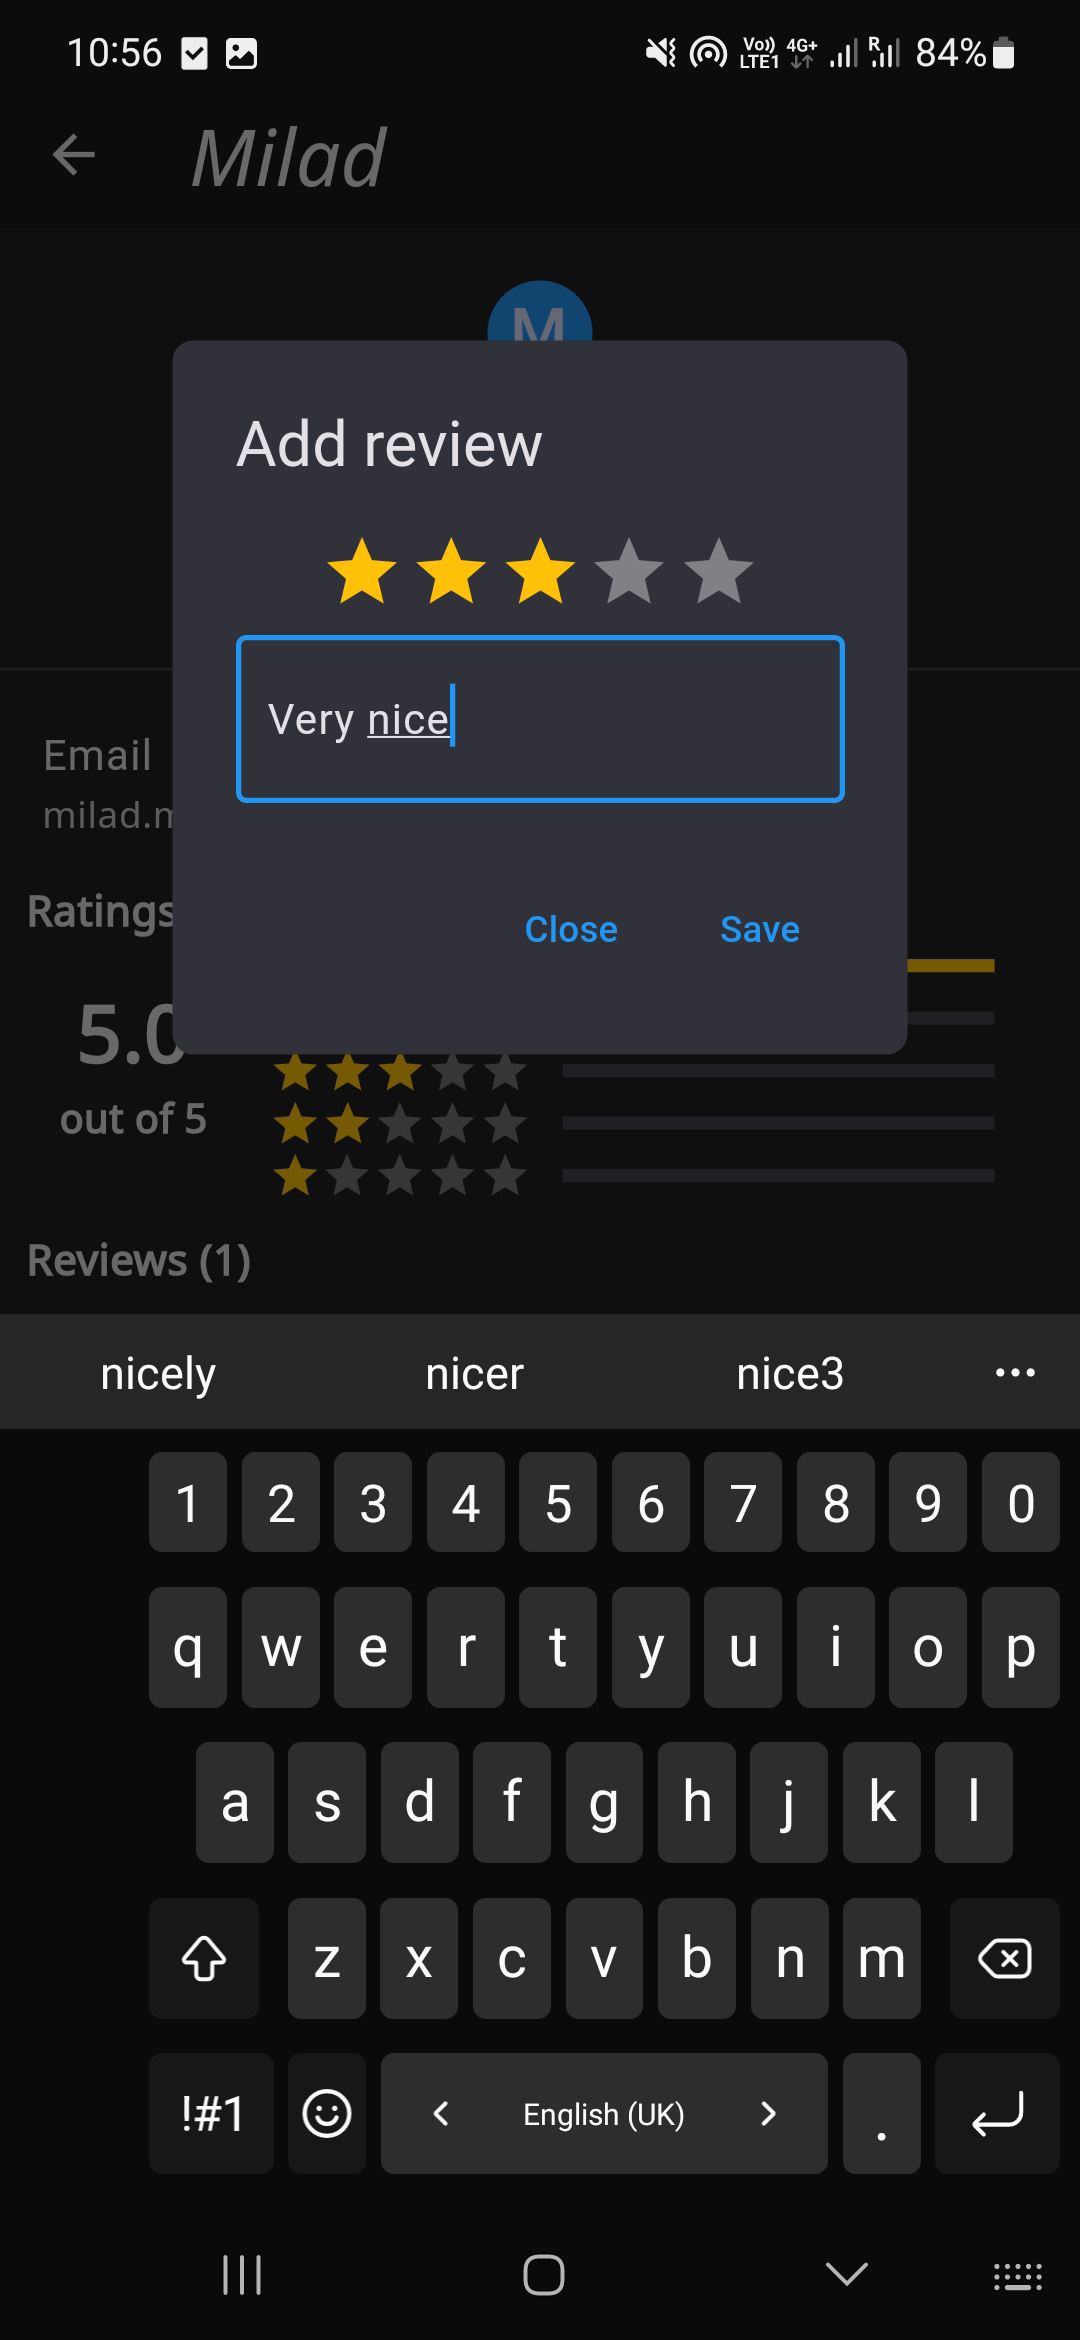 10:56
Vo)) LTE1 4G+ R 84%
Milad
M
Add review
Very nice
Email
Close Save
Ratings
5.0
out of 5
Reviews (1)
nicely nicer nice3 ...
1 2 3 4 5 6 7 8 9 0
q w e r t y u i o p
a s d f g h j k l
z x c v b n m
!#1 < English (UK) > .